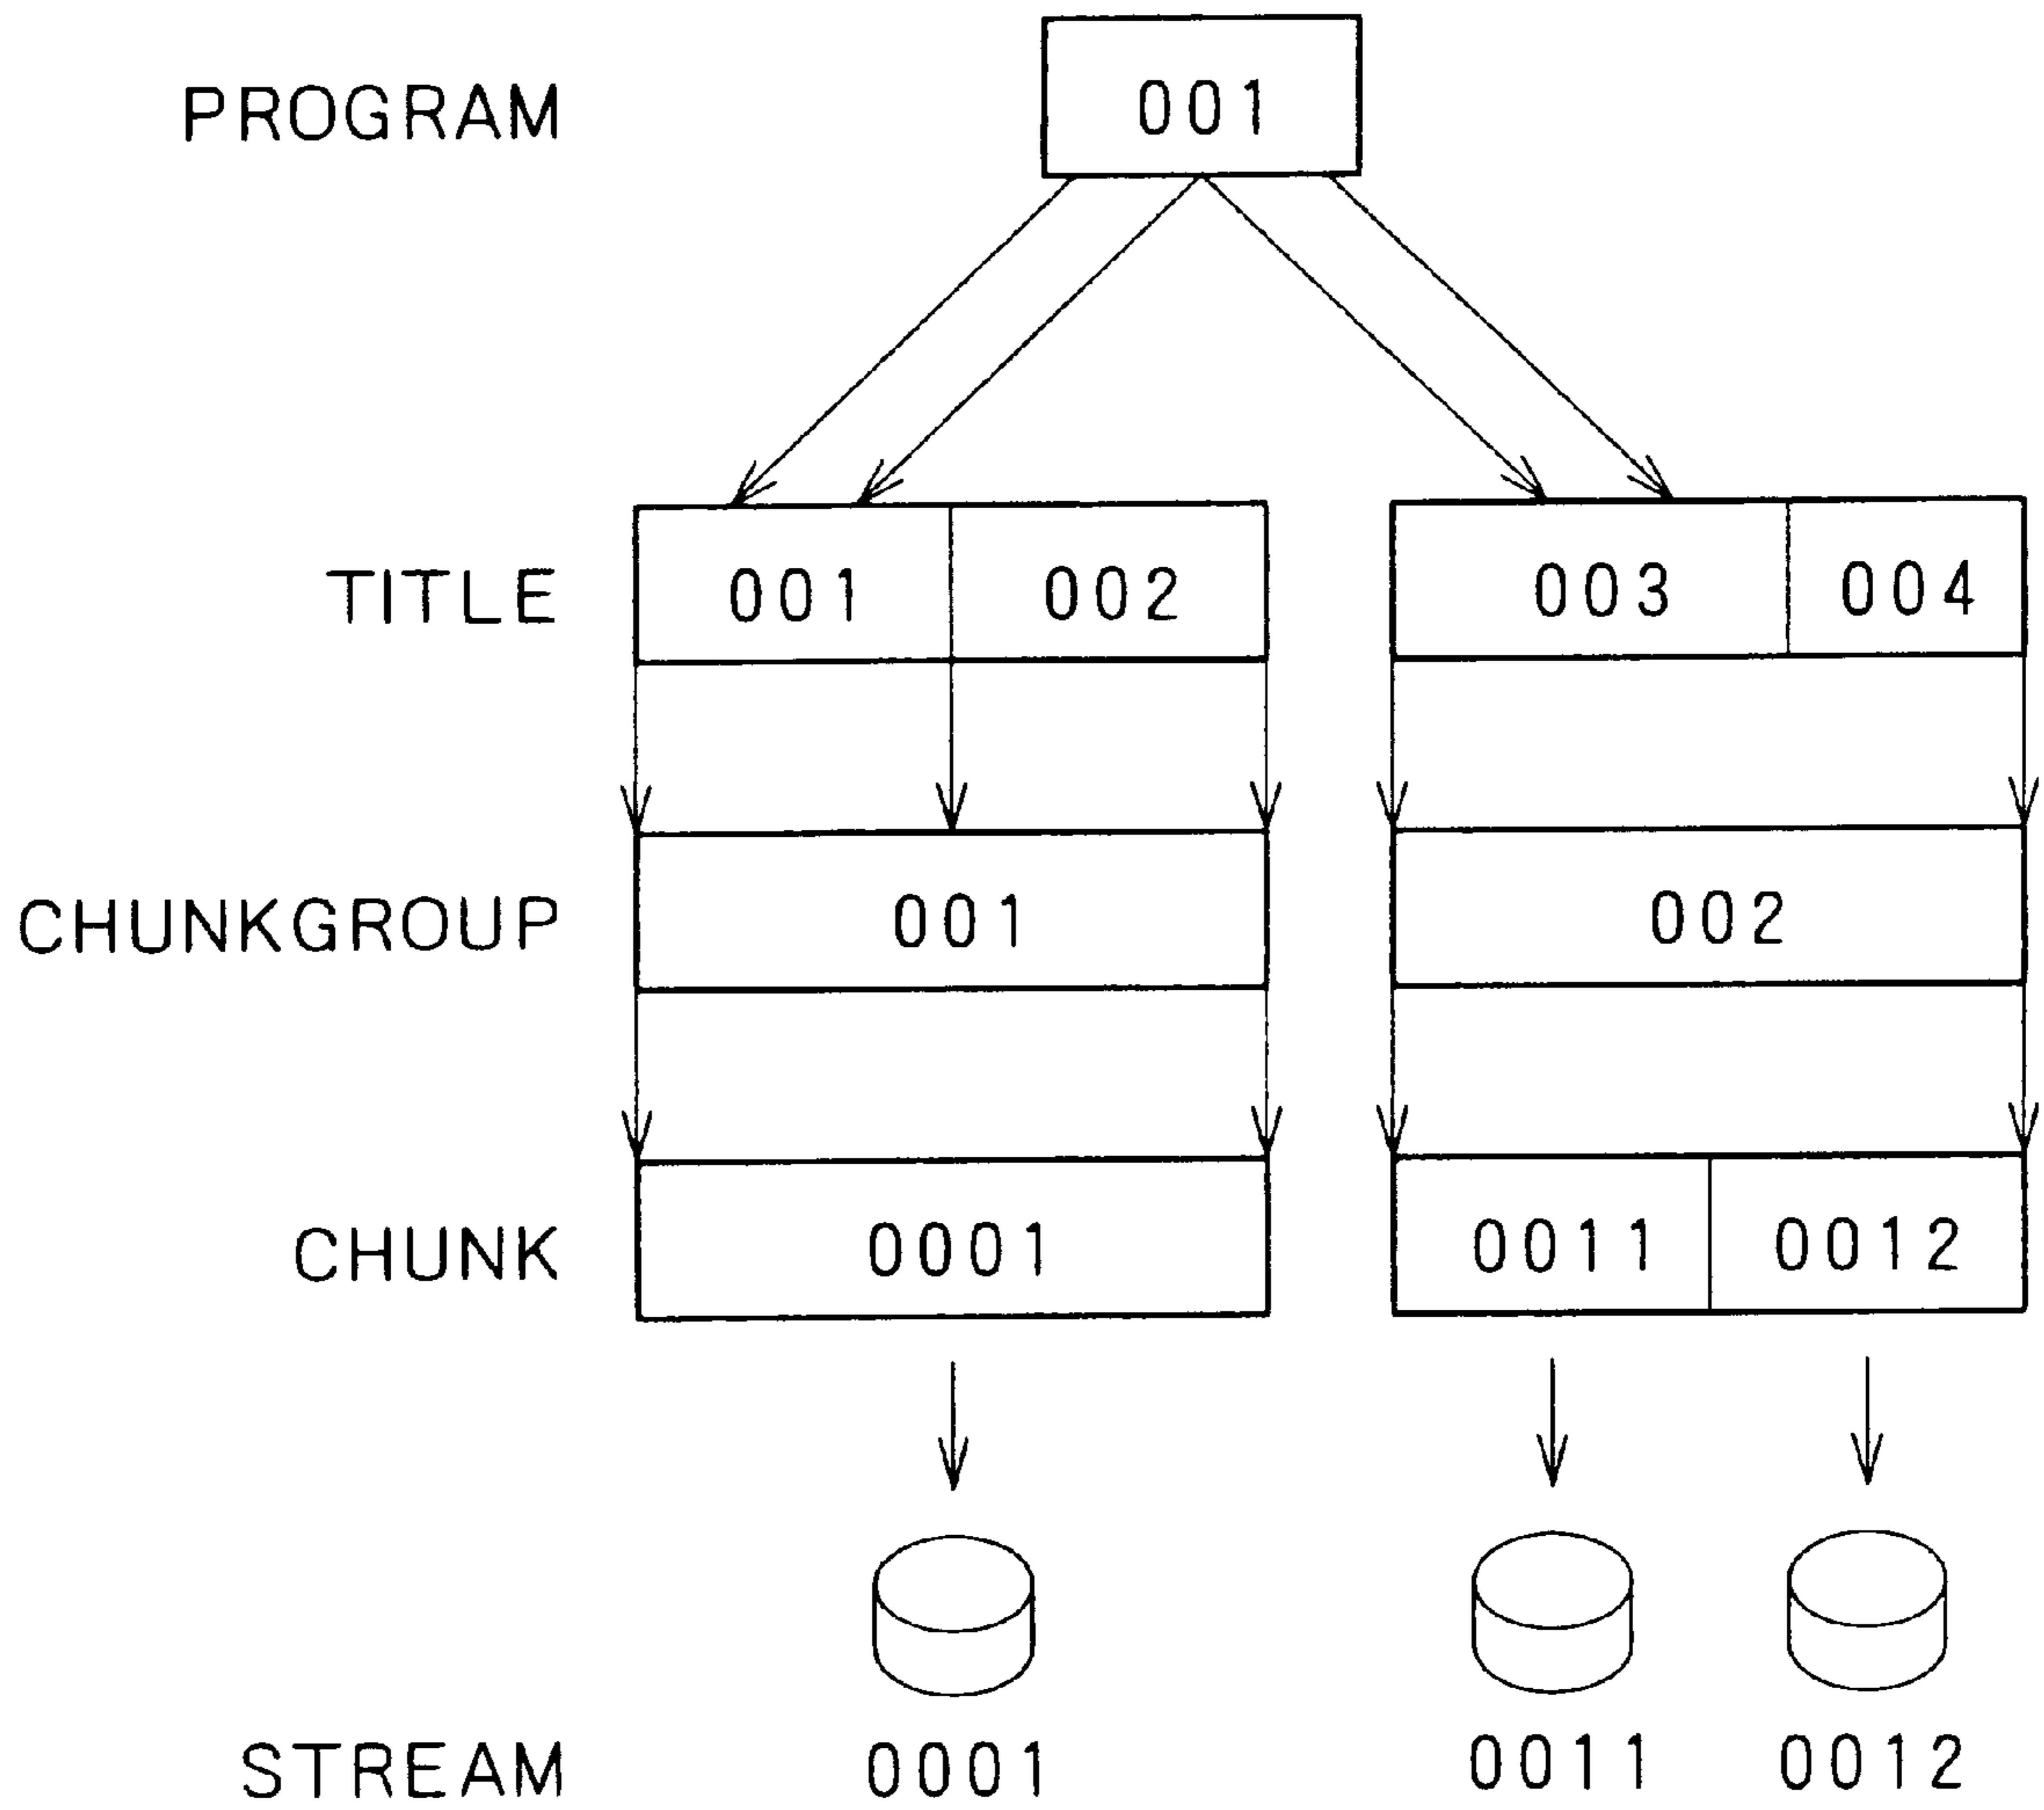 PROGRAM 001
TITLE 001 002 003 004
CHUNKGROUP 001 002
CHUNK 0001 0011 0012
STREAM 0001 0011 0012